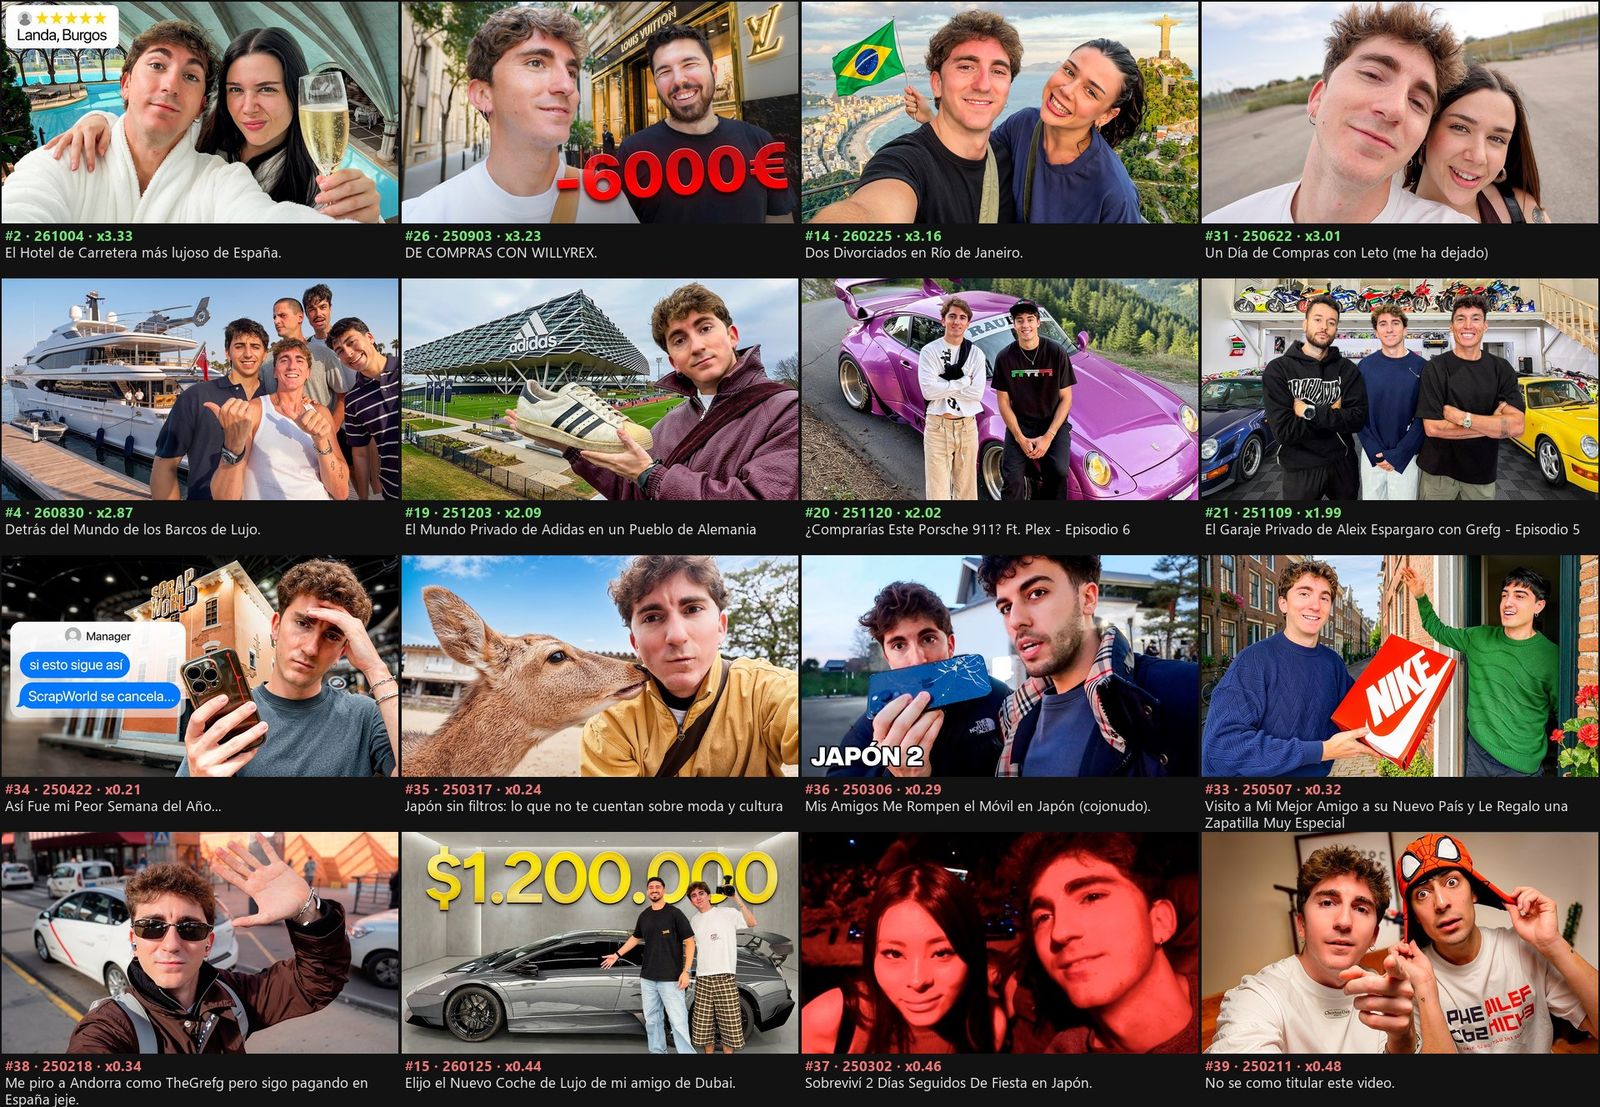 ★★★★★
Landa, Burgos
LOUIS VUITTON
LV
-6000€
#2 · 261004 · x3.33
El Hotel de Carretera más lujoso de España.
#26 · 250903 · x3.23
DE COMPRAS CON WILLYREX.
#14 · 260225 · x3.16
Dos Divorciados en Río de Janeiro.
#31 · 250622 · x3.01
Un Día de Compras con Leto (me ha dejado)
adidas
#4 · 260830 · x2.87
Detrás del Mundo de los Barcos de Lujo.
#19 · 251203 · x2.09
El Mundo Privado de Adidas en un Pueblo de Alemania
#20 · 251120 · x2.02
¿Comprarías Este Porsche 911? Ft. Plex - Episodio 6
#21 · 251109 · x1.99
El Garaje Privado de Aleix Espargaro con Grefg - Episodio 5
SCRAP
WORLD
Manager
si esto sigue así
ScrapWorld se cancela...
THE
NORTH
FACE
JAPÓN 2
NIKE
#34 · 250422 · x0.21
Así Fue mi Peor Semana del Año...
#35 · 250317 · x0.24
Japón sin filtros: lo que no te cuentan sobre moda y cultura
#36 · 250306 · x0.29
Mis Amigos Me Rompen el Móvil en Japón (cojonudo).
#33 · 250507 · x0.32
Visito a Mi Mejor Amigo a su Nuevo País y Le Regalo una
Zapatilla Muy Especial
$1.200.000
#38 · 250218 · x0.34
Me piro a Andorra como TheGrefg pero sigo pagando en
España jeje.
#15 · 260125 · x0.44
Elijo el Nuevo Coche de Lujo de mi amigo de Dubai.
#37 · 250302 · x0.46
Sobreviví 2 Días Seguidos De Fiesta en Japón.
#39 · 250211 · x0.48
No se como titular este video.